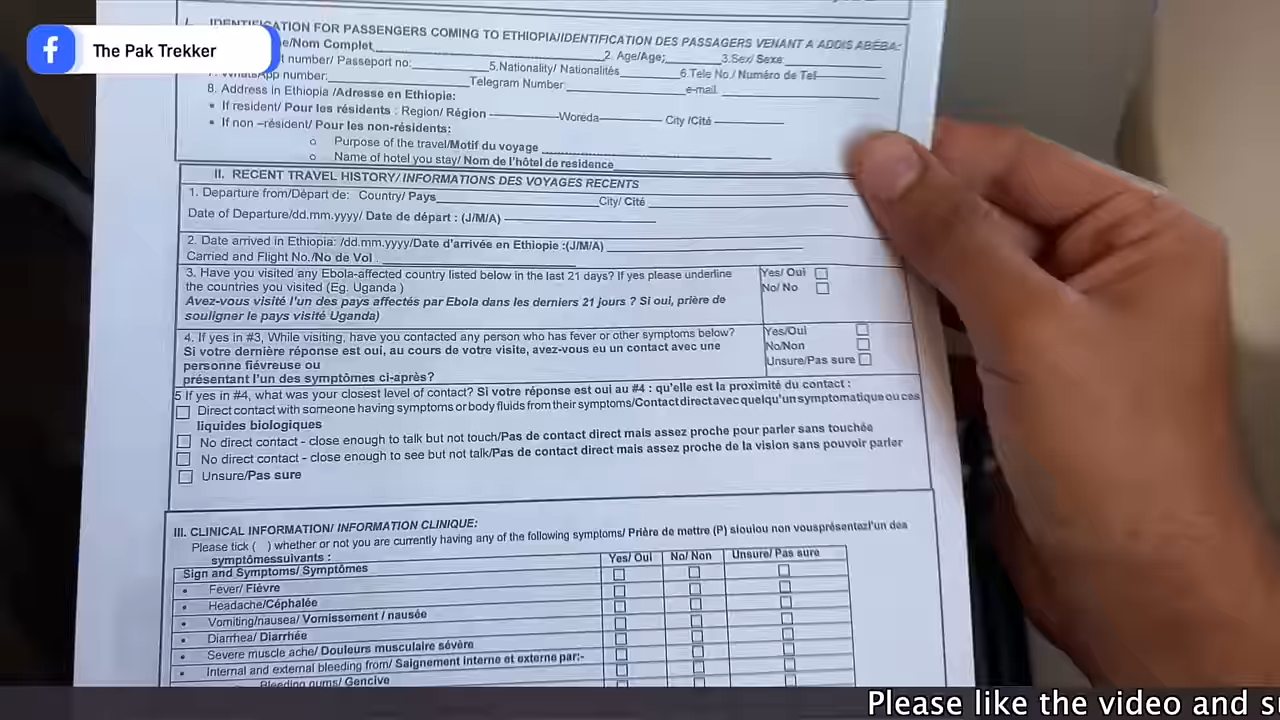 The Pak Trekker
I. IDENTIFICATION FOR PASSENGERS COMING TO ETHIOPIA/IDENTIFICATION DES PASSAGERS VENANT A ADDIS ABEBA:
e/Nom Complet 2. Age/Age; 3.Sex/ Sexe
t number/ Passeport no: 5.Nationality/ Nationalités 6.Tele No./ Numéro de Tel
WhatsApp number: Telegram Number e-mail
8. Address in Ethiopia /Adresse en Ethiopie:
• If resident/ Pour les résidents : Region/ Région Woreda City /Cité
• If non –résident/ Pour les non-résidents:
o Purpose of the travel/Motif du voyage
o Name of hotel you stay/ Nom de l'hôtel de residence
II. RECENT TRAVEL HISTORY/ INFORMATIONS DES VOYAGES RECENTS
1. Departure from/Départ de: Country/ Pays City/ Cité
Date of Departure/dd.mm.yyyy/ Date de départ : (J/M/A)
2. Date arrived in Ethiopia: /dd.mm.yyyy/Date d'arrivée en Ethiopie :(J/M/A)
Carried and Flight No./No de Vol
3. Have you visited any Ebola-affected country listed below in the last 21 days? If yes please underline
the countries you visited (Eg. Uganda )
Avez-vous visité l'un des pays affectés par Ebola dans les derniers 21 jours ? Si oui, prière de
souligner le pays visité Uganda)
Yes/ Oui
No/ No
4. If yes in #3, While visiting, have you contacted any person who has fever or other symptoms below?
Si votre dernière réponse est oui, au cours de votre visite, avez-vous eu un contact avec une
personne fiévreuse ou
présentant l'un des symptômes ci-après?
Yes/Oui
No/Non
Unsure/Pas sure
5 If yes in #4, what was your closest level of contact? Si votre réponse est oui au #4 : qu'elle est la proximité du contact :
Direct contact with someone having symptoms or body fluids from their symptoms/Contact direct avec quelqu'un symptomatique ou ces
liquides biologiques
No direct contact - close enough to talk but not touch/Pas de contact direct mais assez proche pour parler sans touchée
No direct contact - close enough to see but not talk/Pas de contact direct mais assez proche de la vision sans pouvoir parler
Unsure/Pas sure
III. CLINICAL INFORMATION/ INFORMATION CLINIQUE:
Please tick ( ) whether or not you are currently having any of the following symptoms/ Prière de mettre (P) sioulou non vousprésentezl'un des
symptômessuivants :
Sign and Symptoms/ Symptômes Yes/ Oui No/ Non Unsure/ Pas sure
• Fever/ Fièvre
• Headache/Céphalée
• Vomiting/nausea/ Vomissement / nausée
• Diarrhea/ Diarrhée
• Severe muscle ache/ Douleurs musculaire sévère
• Internal and external bleeding from/ Saignement interne et externe par:-
Bleeding gums/ Gencive
Please like the video and s